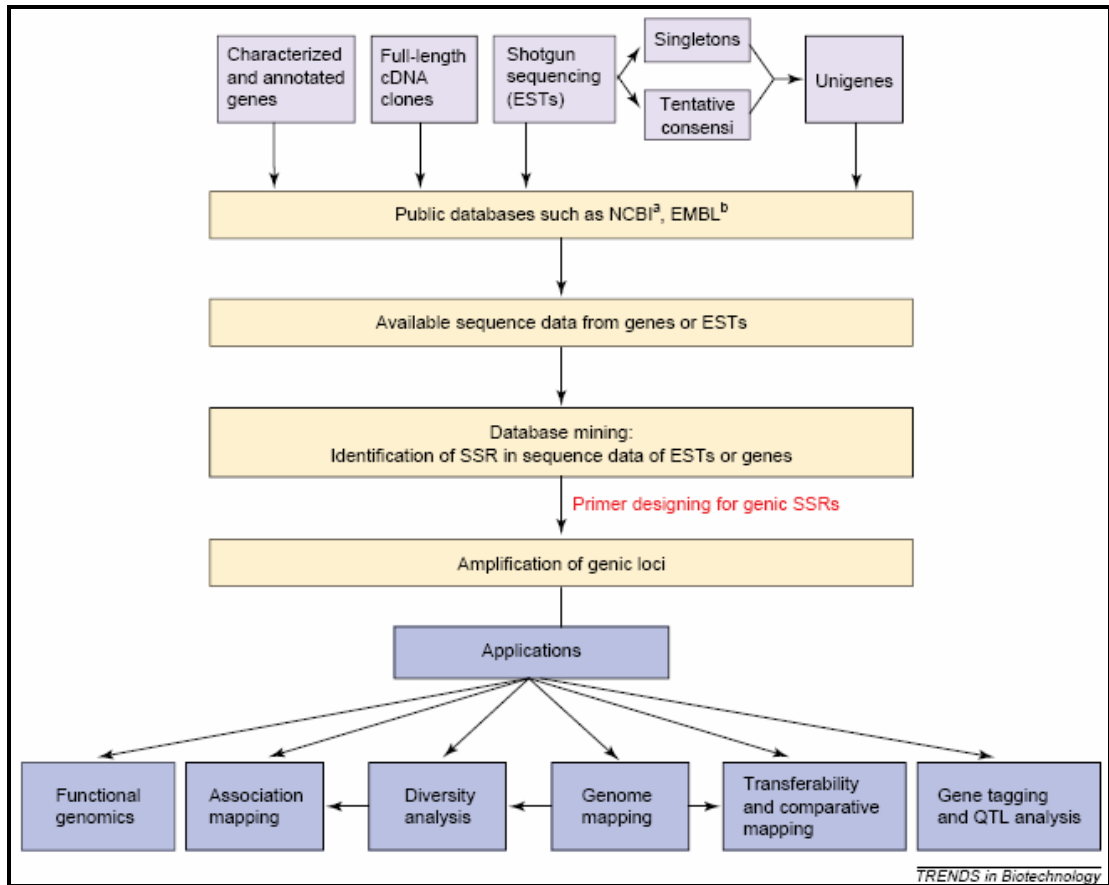 Characterized
and annotated
genes
Full-length
cDNA
clones
Shotgun
sequencing
(ESTs)
Singletons
Tentative
consensi
Unigenes
Public databases such as NCBIᵃ, EMBLᵇ
Available sequence data from genes or ESTs
Database mining:
Identification of SSR in sequence data of ESTs or genes
Primer designing for genic SSRs
Amplification of genic loci
Applications
Functional
genomics
Association
mapping
Diversity
analysis
Genome
mapping
Transferability
and comparative
mapping
Gene tagging
and QTL analysis
TRENDS in Biotechnology